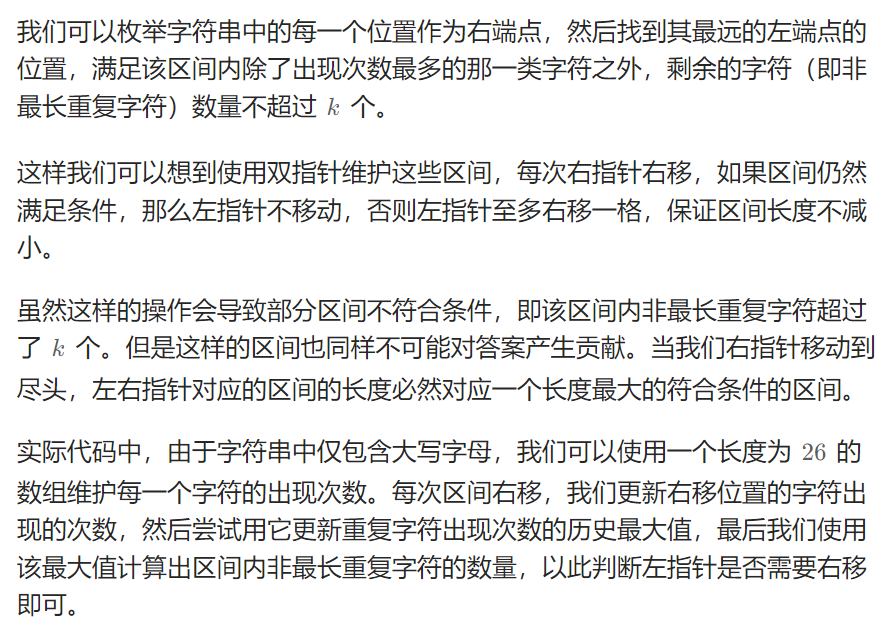 我们可以枚举字符串中的每一个位置作为右端点，然后找到其最远的左端点的
位置，满足该区间内除了出现次数最多的那一类字符之外，剩余的字符（即非
最长重复字符）数量不超过 k 个。
这样我们可以想到使用双指针维护这些区间，每次右指针右移，如果区间仍然
满足条件，那么左指针不移动，否则左指针至多右移一格，保证区间长度不减
小。
虽然这样的操作会导致部分区间不符合条件，即该区间内非最长重复字符超过
了 k 个。但是这样的区间也同样不可能对答案产生贡献。当我们右指针移动到
尽头，左右指针对应的区间的长度必然对应一个长度最大的符合条件的区间。
实际代码中，由于字符串中仅包含大写字母，我们可以使用一个长度为 26 的
数组维护每一个字符的出现次数。每次区间右移，我们更新右移位置的字符出
现的次数，然后尝试用它更新重复字符出现次数的历史最大值，最后我们使用
该最大值计算出区间内非最长重复字符的数量，以此判断左指针是否需要右移
即可。